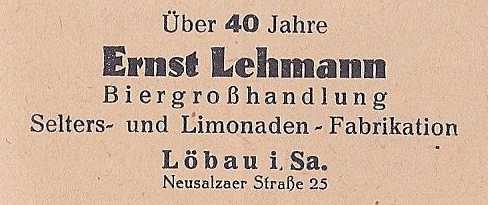 Über 40 Jahre
Ernst Lehmann
Biergroßhandlung
Selters- und Limonaden-Fabrikation
Löbau i. Sa.
Neusalzaer Straße 25